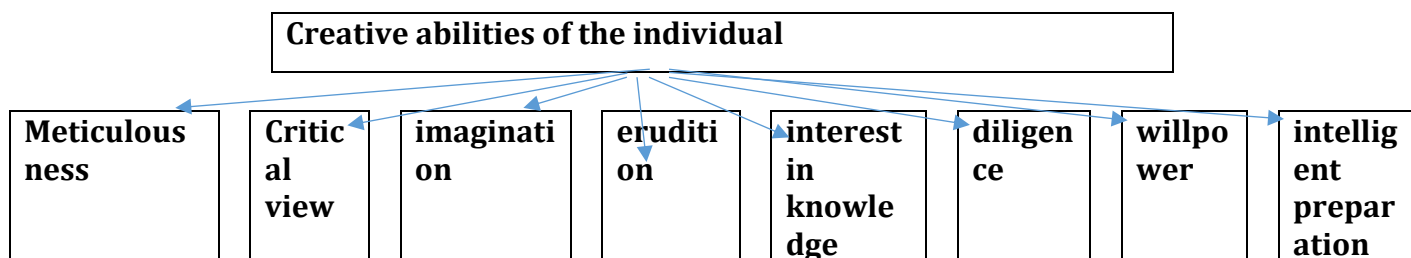 Creative abilities of the individual
Meticulous
ness
Critic
al
view
imaginati
on
eruditi
on
interest
in
knowle
dge
diligen
ce
willpo
wer
intellig
ent
prepar
ation